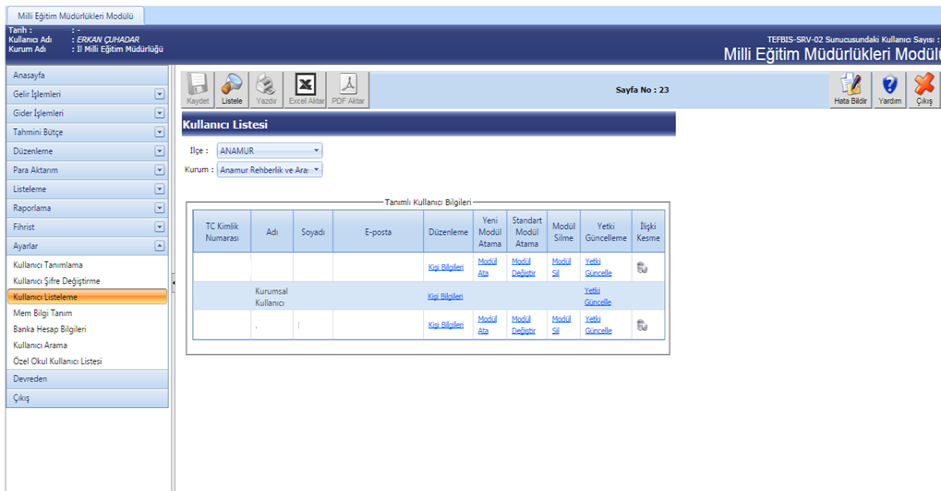 Milli Eğitim Müdürlükleri Modülü
Tarih : : -
Kullanıcı Adı : ERKAN ÇUHADAR
Kurum Adı : İl Milli Eğitim Müdürlüğü
TEFBIS-SRV-02 Sunucusundaki Kullanıcı Sayısı :
Milli Eğitim Müdürlükleri Modülü
Anasayfa
Gelir İşlemleri
Gider İşlemleri
Tahmini Bütçe
Düzenleme
Para Aktarım
Listeleme
Raporlama
Fihrist
Ayarlar
Kullanıcı Tanımlama
Kullanıcı Şifre Değiştirme
Kullanıcı Listeleme
Mem Bilgi Tanım
Banka Hesap Bilgileri
Kullanıcı Arama
Özel Okul Kullanıcı Listesi
Devreden
Çıkış
Kaydet Listele Yazdır Excel Aktar PDF Aktar
Sayfa No : 23
Hata Bildir Yardım Çıkış
Kullanıcı Listesi
İlçe : ANAMUR
Kurum : Anamur Rehberlik ve Ara
Tanımlı Kullanıcı Bilgileri
TC Kimlik Numarası Adı Soyadı E-posta Düzenleme Yeni Modül Atama Standart Modül Atama Modül Silme Yetki Güncelleme İlişki Kesme
Kişi Bilgileri Modül Ata Modül Değiştir Modül Sil Yetki Güncelle
Kurumsal Kullanıcı Kişi Bilgileri Yetki Güncelle
Kişi Bilgileri Modül Ata Modül Değiştir Modül Sil Yetki Güncelle